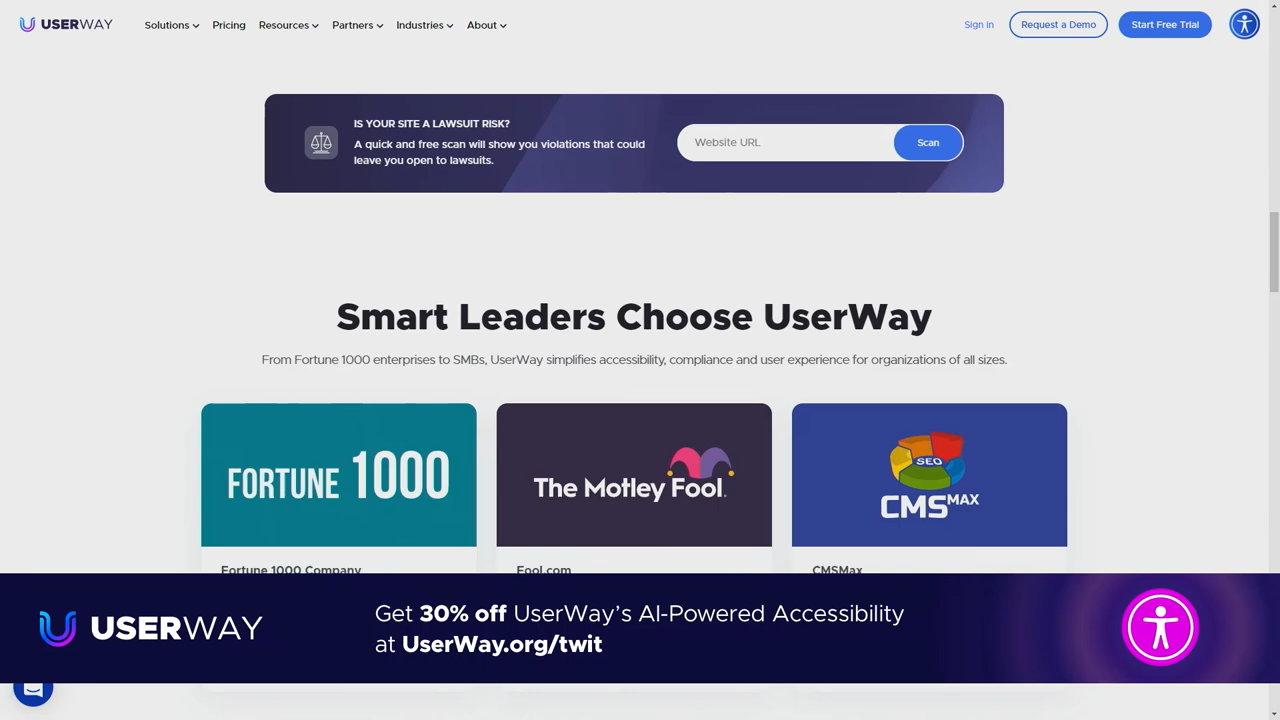 USERWAY
Solutions
Pricing
Resources
Partners
Industries
About
Sign In
Request a Demo
Start Free Trial
IS YOUR SITE A LAWSUIT RISK?
A quick and free scan will show you violations that could
leave you open to lawsuits.
Website URL
Scan
Smart Leaders Choose UserWay
From Fortune 1000 enterprises to SMBs, UserWay simplifies accessibility, compliance and user experience for organizations of all sizes.
FORTUNE 1000
The Motley Fool.
SEO
CMS MAX
Fortune 1000 Company
Fool.com
CMSMax
USERWAY
Get 30% off UserWay's AI-Powered Accessibility
at UserWay.org/twit